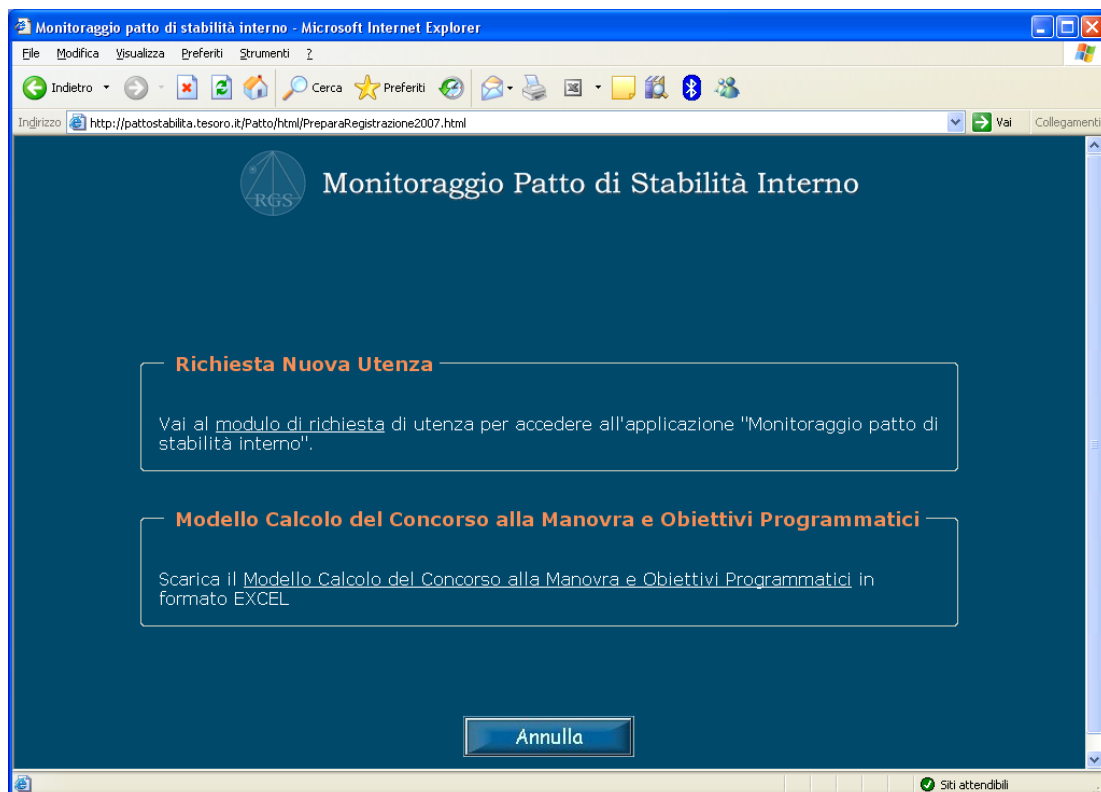 Monitoraggio patto di stabilità interno - Microsoft Internet Explorer
File Modifica Visualizza Preferiti Strumenti ?
Indietro Cerca Preferiti
Indirizzo http://pattostabilita.tesoro.it/Patto/html/PreparaRegistrazione2007.html Vai Collegamenti
RGS Monitoraggio Patto di Stabilità Interno
Richiesta Nuova Utenza
Vai al modulo di richiesta di utenza per accedere all'applicazione "Monitoraggio patto di
stabilità interno".
Modello Calcolo del Concorso alla Manovra e Obiettivi Programmatici
Scarica il Modello Calcolo del Concorso alla Manovra e Obiettivi Programmatici in
formato EXCEL
Annulla
Siti attendibili